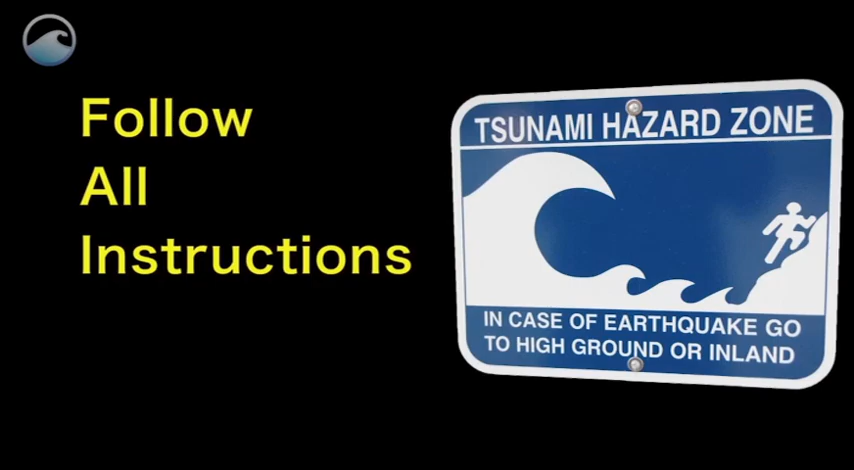 Follow
All
Instructions
TSUNAMI HAZARD ZONE
IN CASE OF EARTHQUAKE GO
TO HIGH GROUND OR INLAND